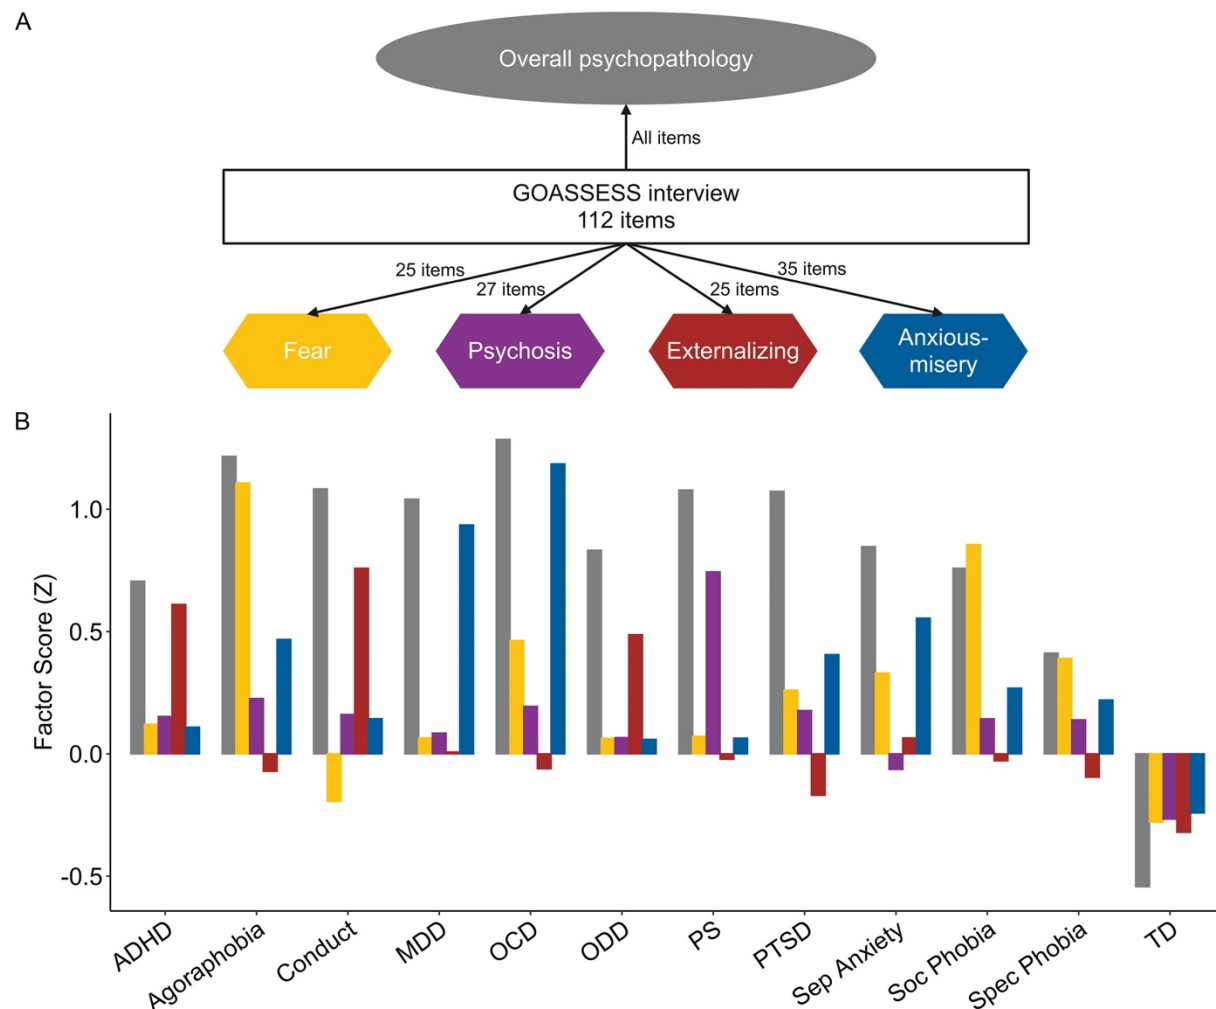 A
Overall psychopathology
All items
GOASSESS interview
112 items
25 items
27 items
25 items
35 items
Fear
Psychosis
Externalizing
Anxious-
misery
B
Factor Score (Z)
1.0
0.5
0.0
-0.5
ADHD
Agoraphobia
Conduct
MDD
OCD
ODD
PS
PTSD
Sep Anxiety
Soc Phobia
Spec Phobia
TD